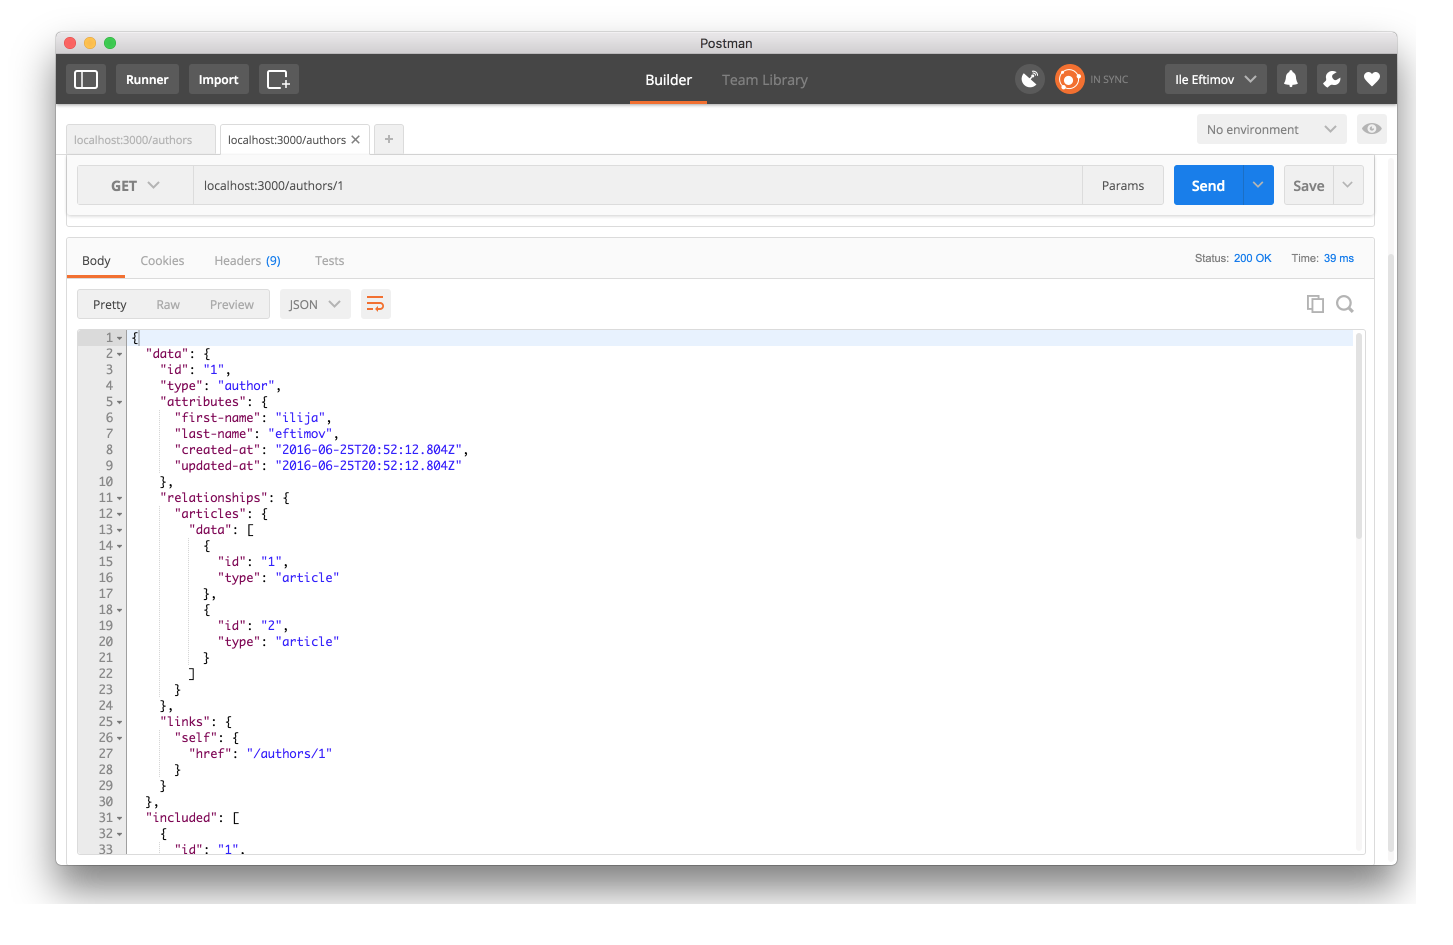 Postman
Runner Import Builder Team Library IN SYNC Ile Eftimov
localhost:3000/authors localhost:3000/authors No environment
GET localhost:3000/authors/1 Params Send Save
Body Cookies Headers (9) Tests Status: 200 OK Time: 39 ms
Pretty Raw Preview JSON
1 {
2 "data": {
3 "id": "1",
4 "type": "author",
5 "attributes": {
6 "first-name": "ilija",
7 "last-name": "eftimov",
8 "created-at": "2016-06-25T20:52:12.804Z",
9 "updated-at": "2016-06-25T20:52:12.804Z"
10 },
11 "relationships": {
12 "articles": {
13 "data": [
14 {
15 "id": "1",
16 "type": "article"
17 },
18 {
19 "id": "2",
20 "type": "article"
21 }
22 ]
23 }
24 },
25 "links": {
26 "self": {
27 "href": "/authors/1"
28 }
29 }
30 },
31 "included": [
32 {
33 "id": "1",